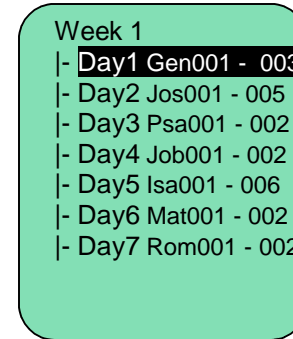 Week 1
|- Day1 Gen001 - 003
|- Day2 Jos001 - 005
|- Day3 Psa001 - 002
|- Day4 Job001 - 002
|- Day5 Isa001 - 006
|- Day6 Mat001 - 002
|- Day7 Rom001 - 002